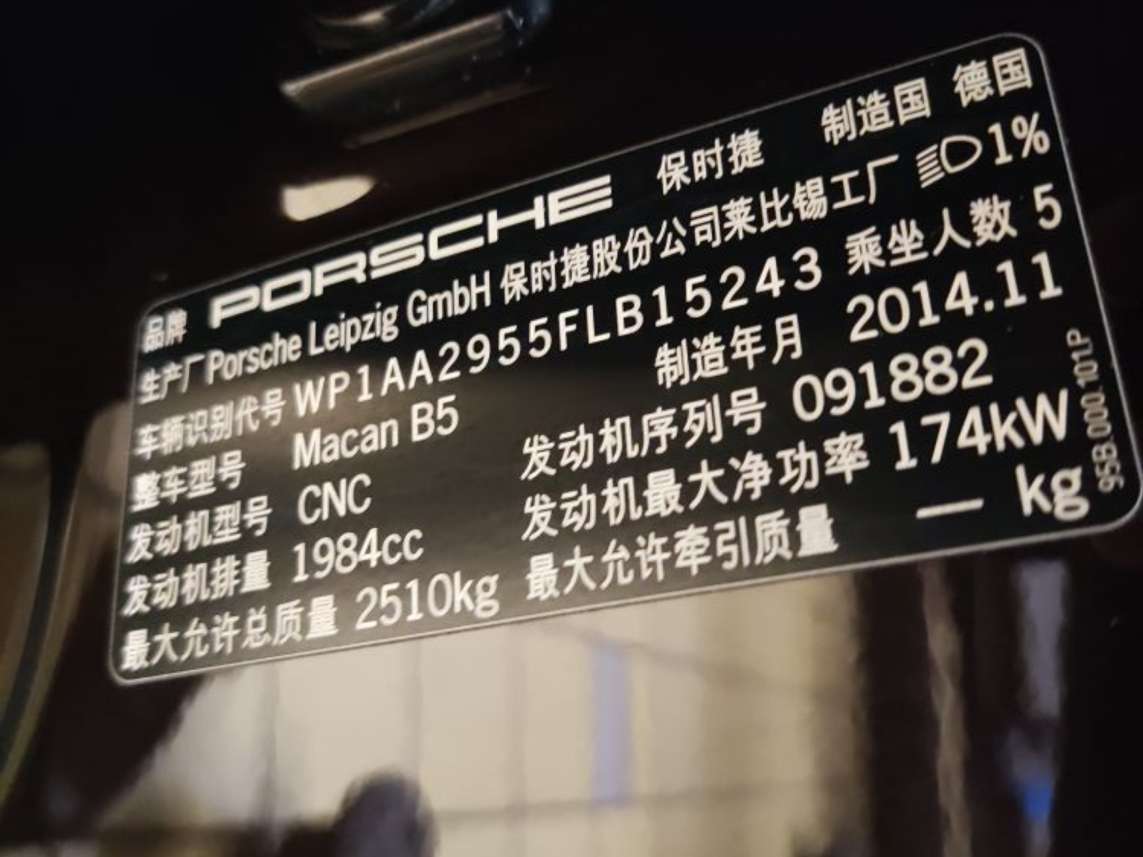 品牌 PORSCHE 保时捷 制造国 德国
生产厂 Porsche Leipzig GmbH 保时捷股份公司莱比锡工厂 1%
车辆识别代号 WP1AA2955FLB15243 乘坐人数 5
整车型号 Macan B5 制造年月 2014.11
发动机型号 CNC 发动机序列号 091882
发动机排量 1984cc 发动机最大净功率 174kW
最大允许总质量 2510kg 最大允许牵引质量 — kg
95B.000.101.P